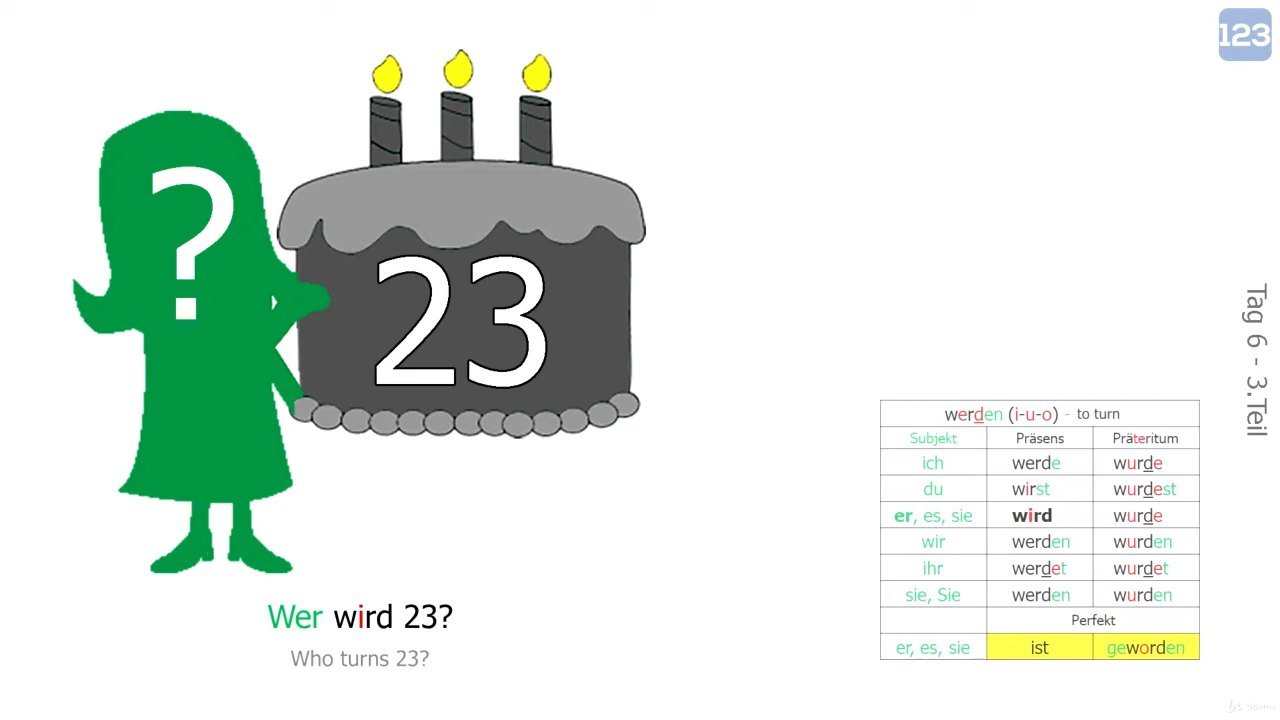 123
?
23
Wer wird 23?
Who turns 23?
Tag 6 - 3.Teil
werden (i-u-o) - to turn
Subjekt Präsens Präteritum
ich werde wurde
du wirst wurdest
er, es, sie wird wurde
wir werden wurden
ihr werdet wurdet
sie, Sie werden wurden
Perfekt
er, es, sie ist geworden